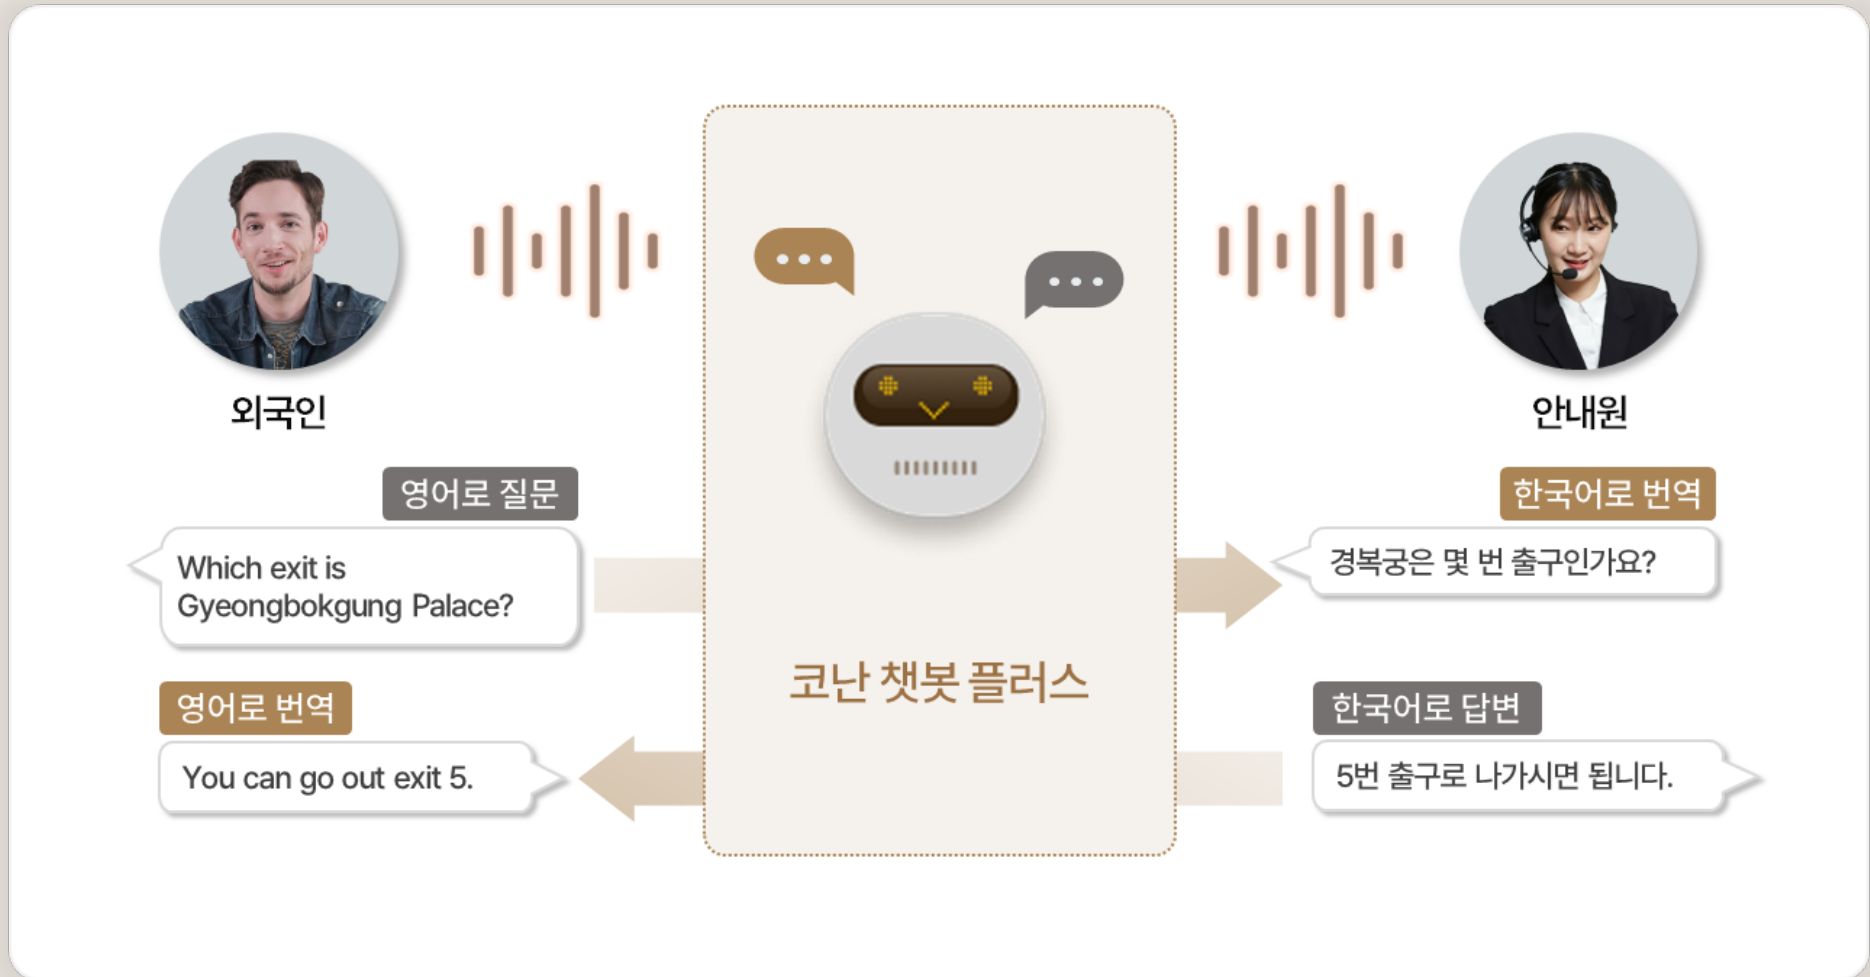 외국인
영어로 질문
Which exit is
Gyeongbokgung Palace?
영어로 번역
You can go out exit 5.
코난 챗봇 플러스
안내원
한국어로 번역
경복궁은 몇 번 출구인가요?
한국어로 답변
5번 출구로 나가시면 됩니다.